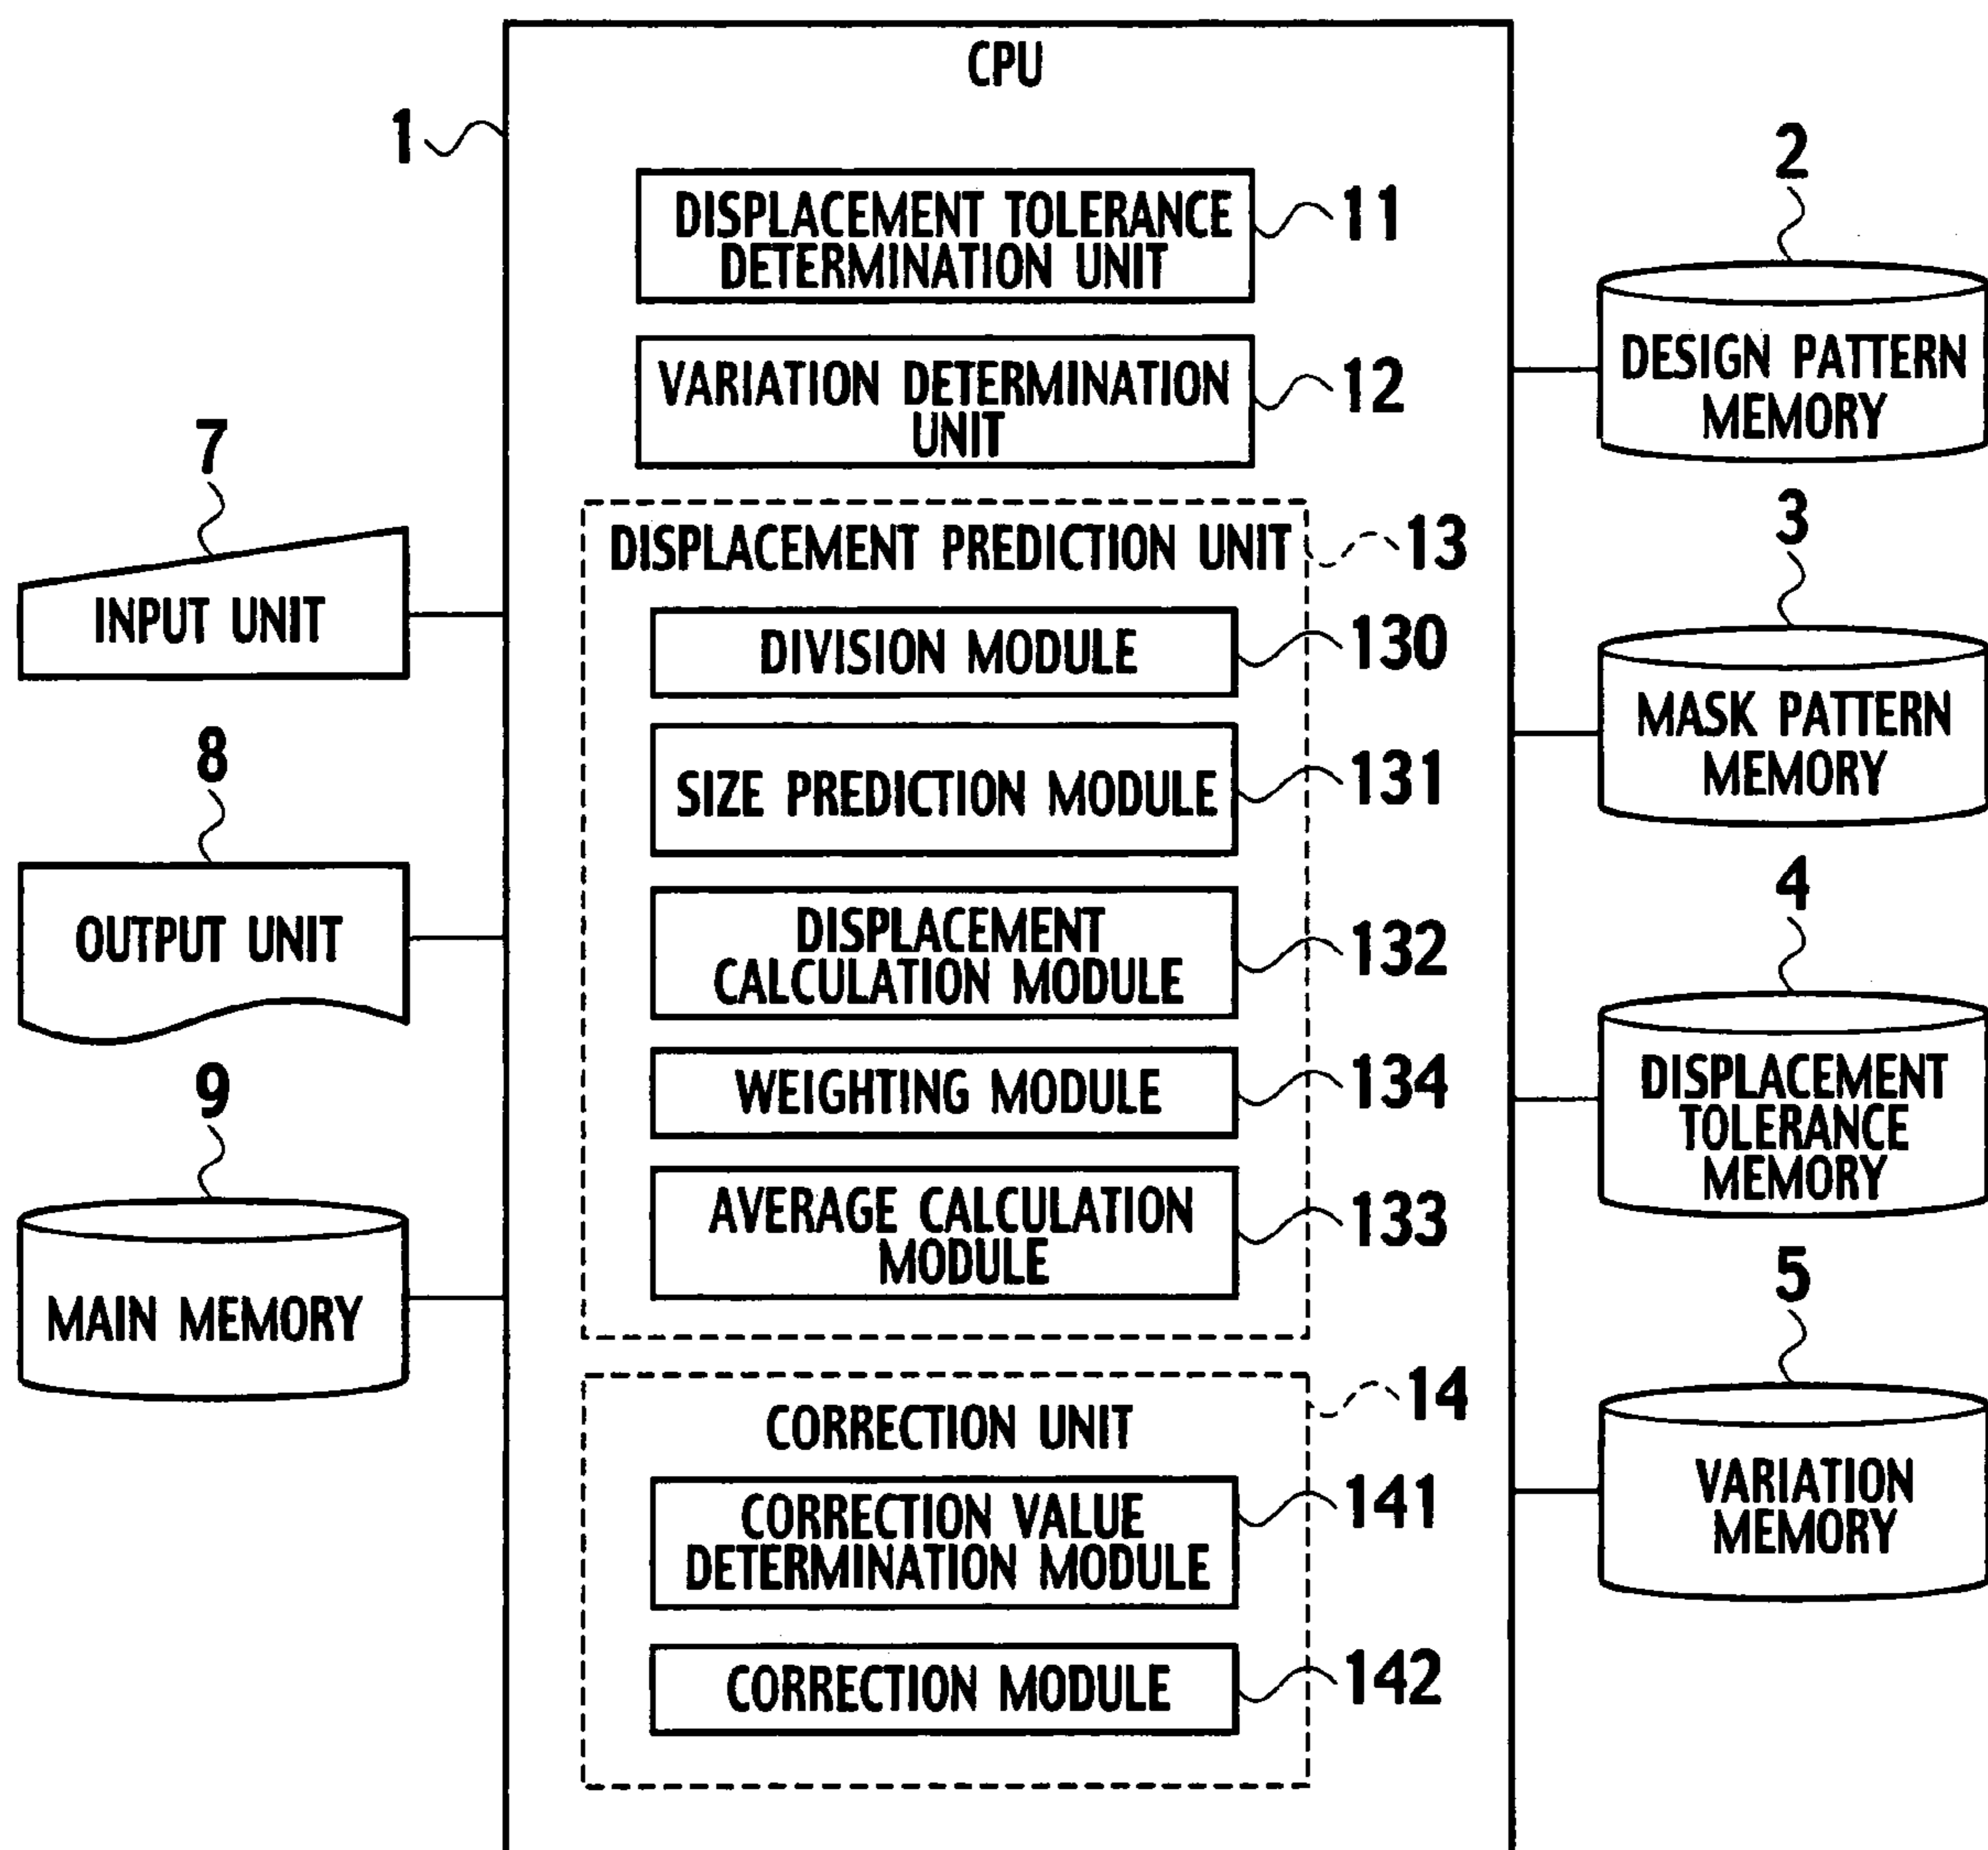 CPU
1
DISPLACEMENT TOLERANCE
DETERMINATION UNIT
11
VARIATION DETERMINATION
UNIT
12
DISPLACEMENT PREDICTION UNIT
13
DIVISION MODULE
130
SIZE PREDICTION MODULE
131
DISPLACEMENT
CALCULATION MODULE
132
WEIGHTING MODULE
134
AVERAGE CALCULATION
MODULE
133
CORRECTION UNIT
14
CORRECTION VALUE
DETERMINATION MODULE
141
CORRECTION MODULE
142
7
INPUT UNIT
8
OUTPUT UNIT
9
MAIN MEMORY
2
DESIGN PATTERN
MEMORY
3
MASK PATTERN
MEMORY
4
DISPLACEMENT
TOLERANCE
MEMORY
5
VARIATION
MEMORY